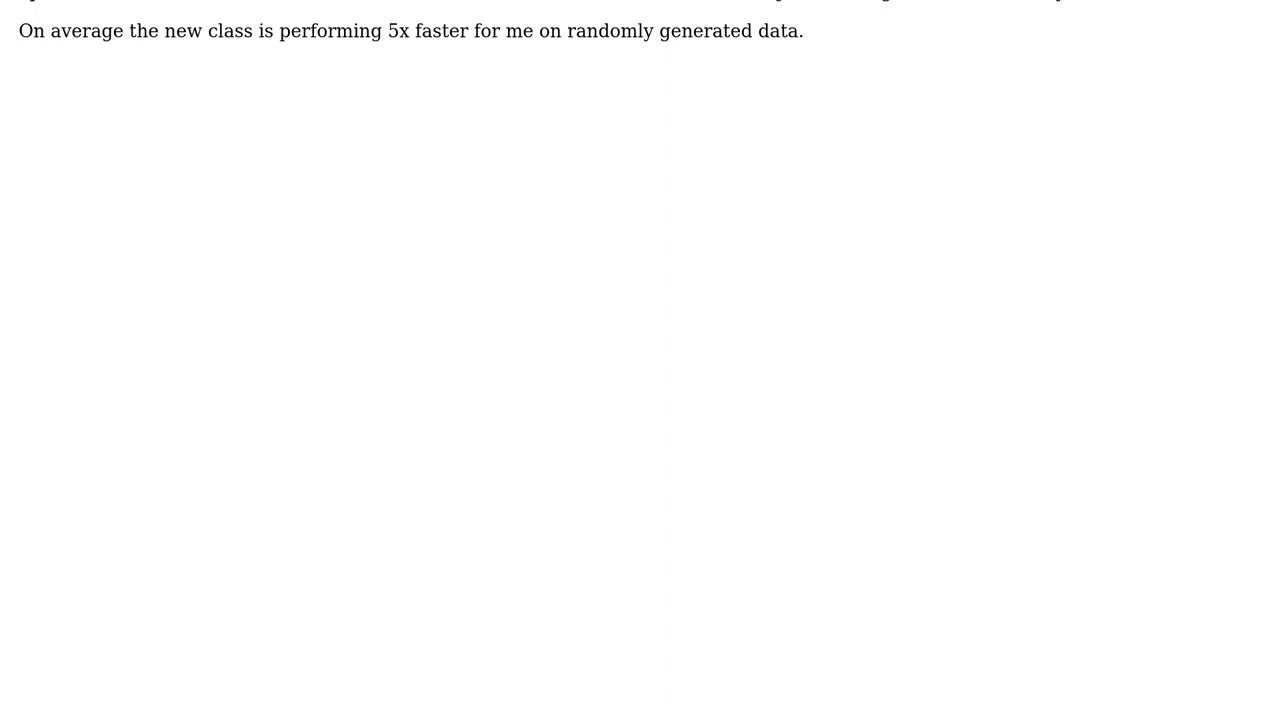 On average the new class is performing 5x faster for me on randomly generated data.